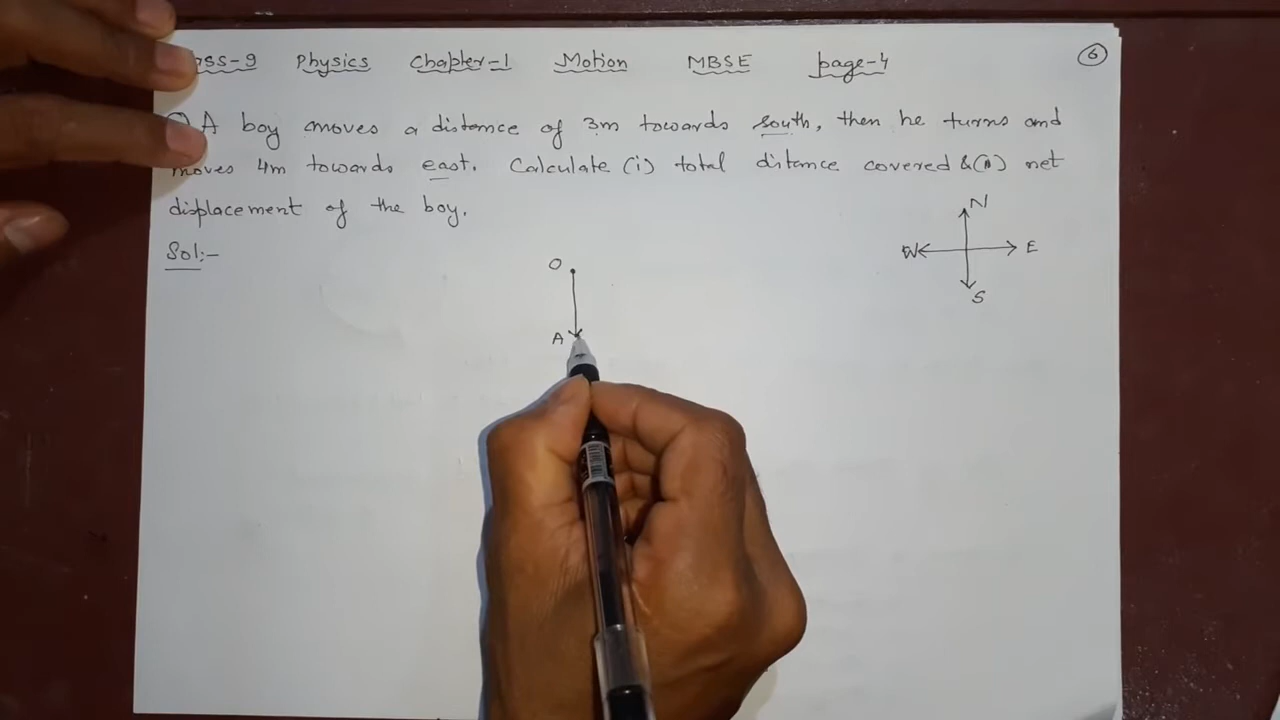 Physics Chapter-1 Motion MBSE page-4 6
A boy moves a distance of 3m towards south, then he turns and
moves 4m towards east. Calculate (i) total distance covered & (ii) net
displacement of the boy.
N
W E
S
Sol:-
O
A